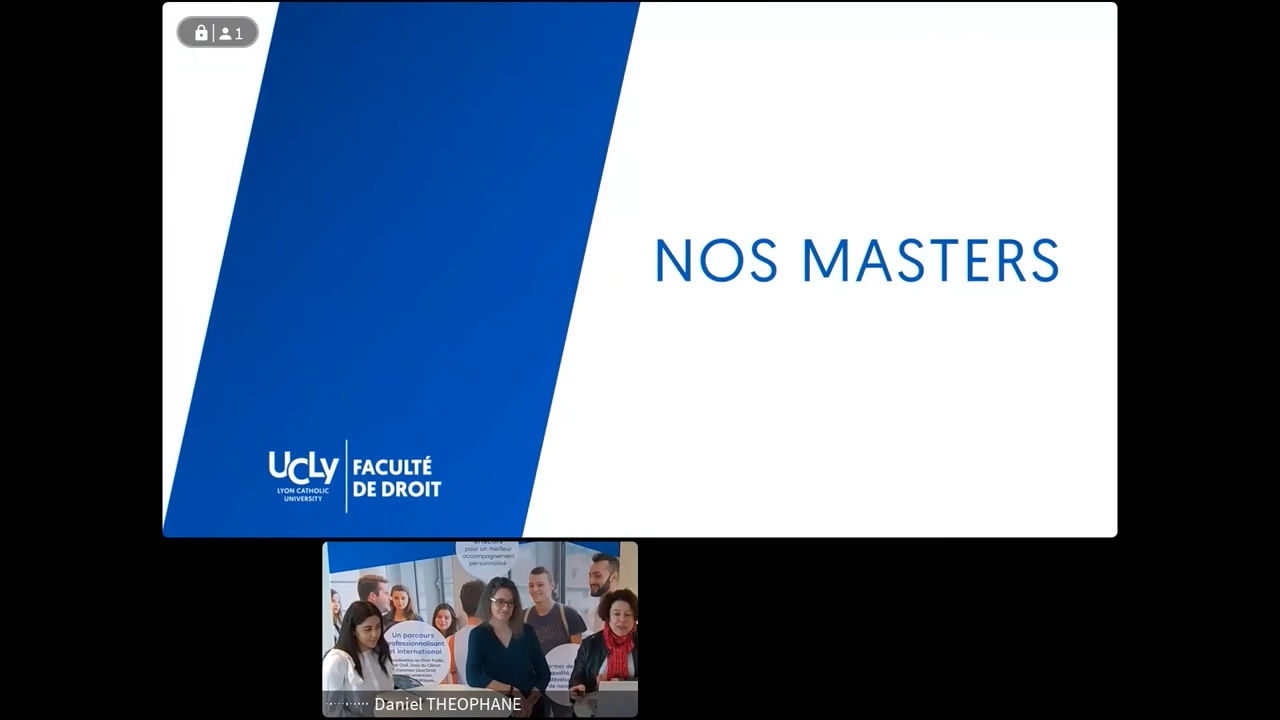 1
NOS MASTERS
UCLy
LYON CATHOLIC
UNIVERSITY
FACULTÉ
DE DROIT
pour un meilleur
accompagnement
personnalisé
Un parcours
professionnalisant
et international
Daniel THEOPHANE